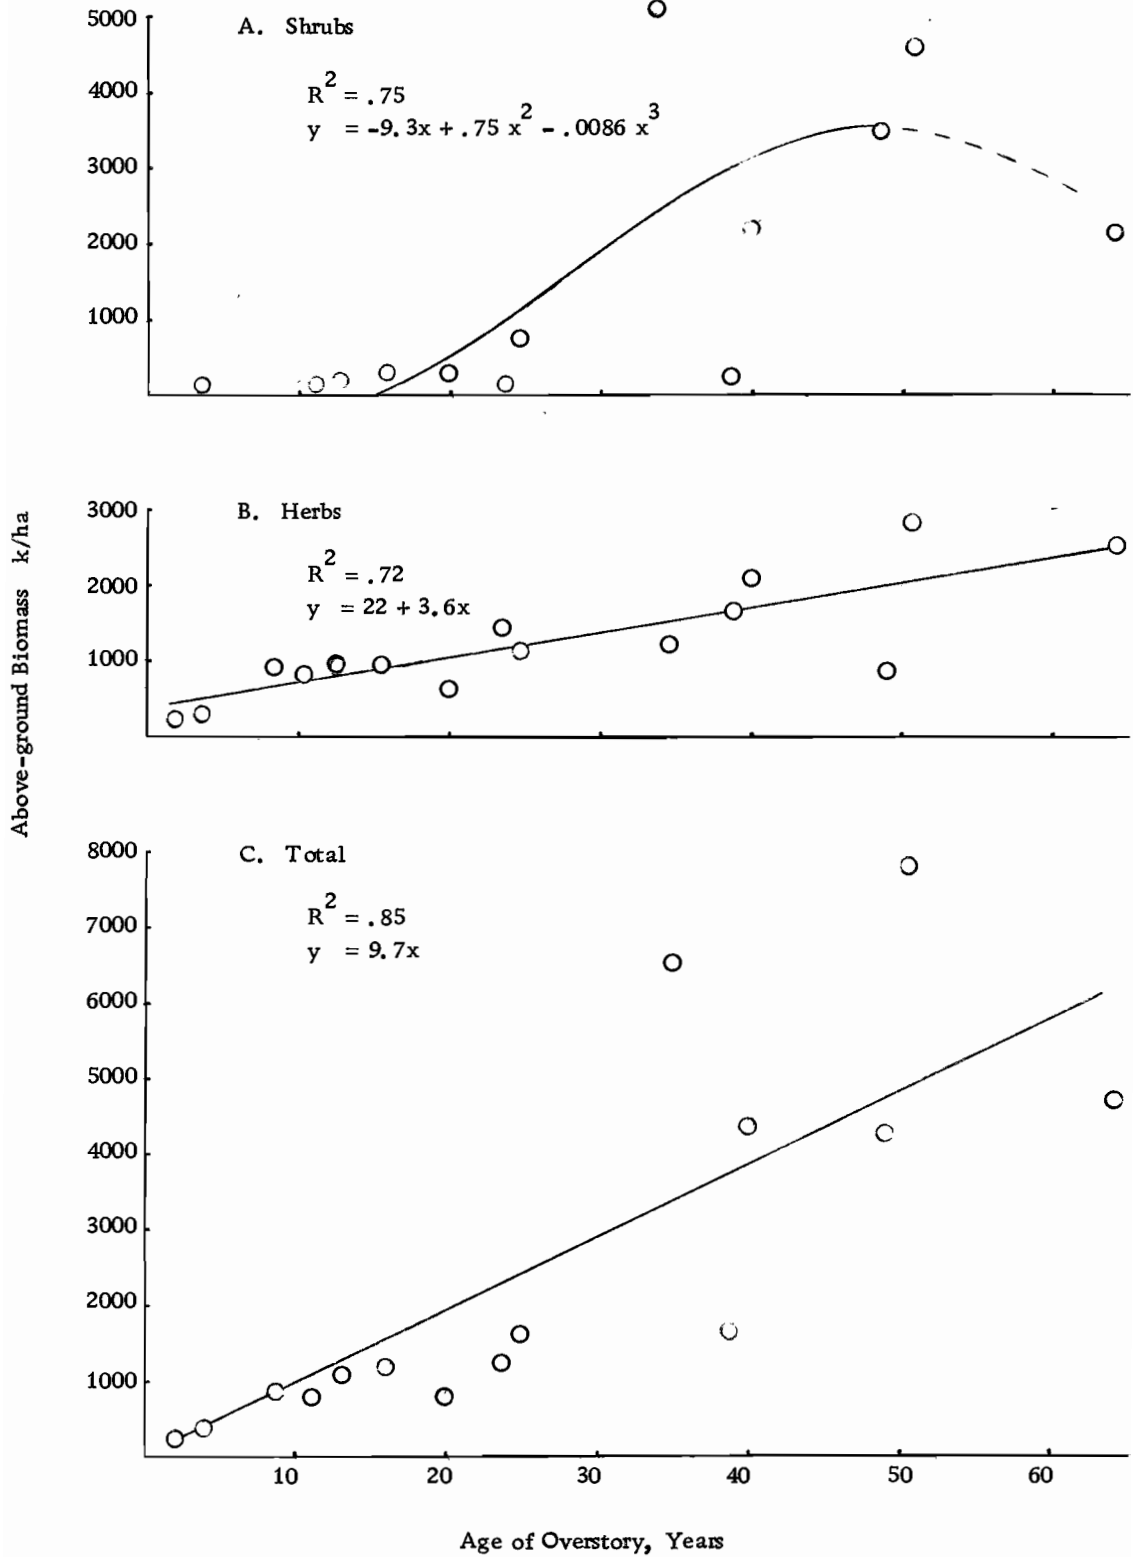 5000
4000
3000
2000
1000
A. Shrubs
R² = .75
y = -9.3x + .75 x² - .0086 x³
Above-ground Biomass k/ha
3000
2000
1000
B. Herbs
R² = .72
y = 22 + 3.6x
8000
7000
6000
5000
4000
3000
2000
1000
C. Total
R² = .85
y = 9.7x
10 20 30 40 50 60
Age of Overstory, Years